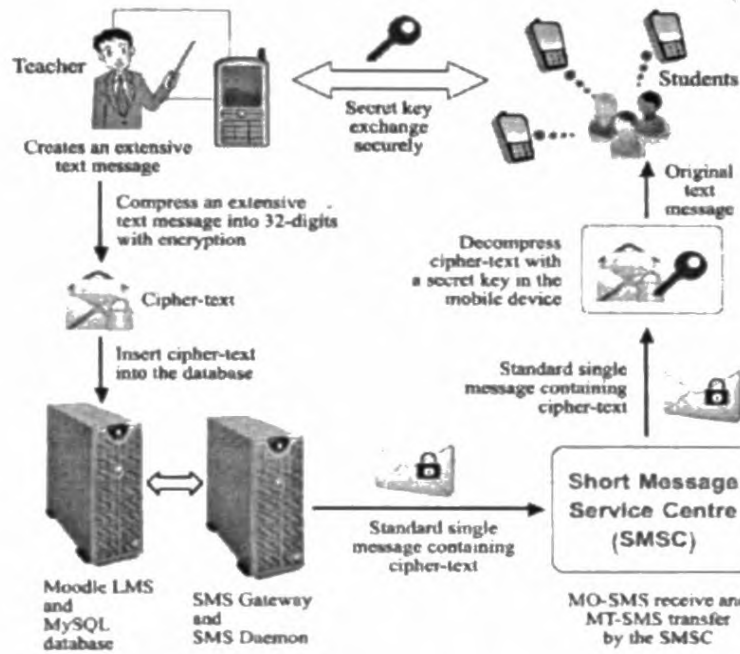 Teacher
Creates an extensive
text message
Secret key
exchange
securely
Students
Compress an extensive
text message into 32-digits
with encryption
Cipher-text
Insert cipher-text
into the database
Moodle LMS
and
MySQL
database
SMS Gateway
and
SMS Daemon
Standard single
message containing
cipher-text
Short Message
Service Centre
(SMSC)
MO-SMS receive and
MT-SMS transfer
by the SMSC
Standard single
message containing
cipher-text
Decompress
cipher-text with
a secret key in the
mobile device
Original
text
message